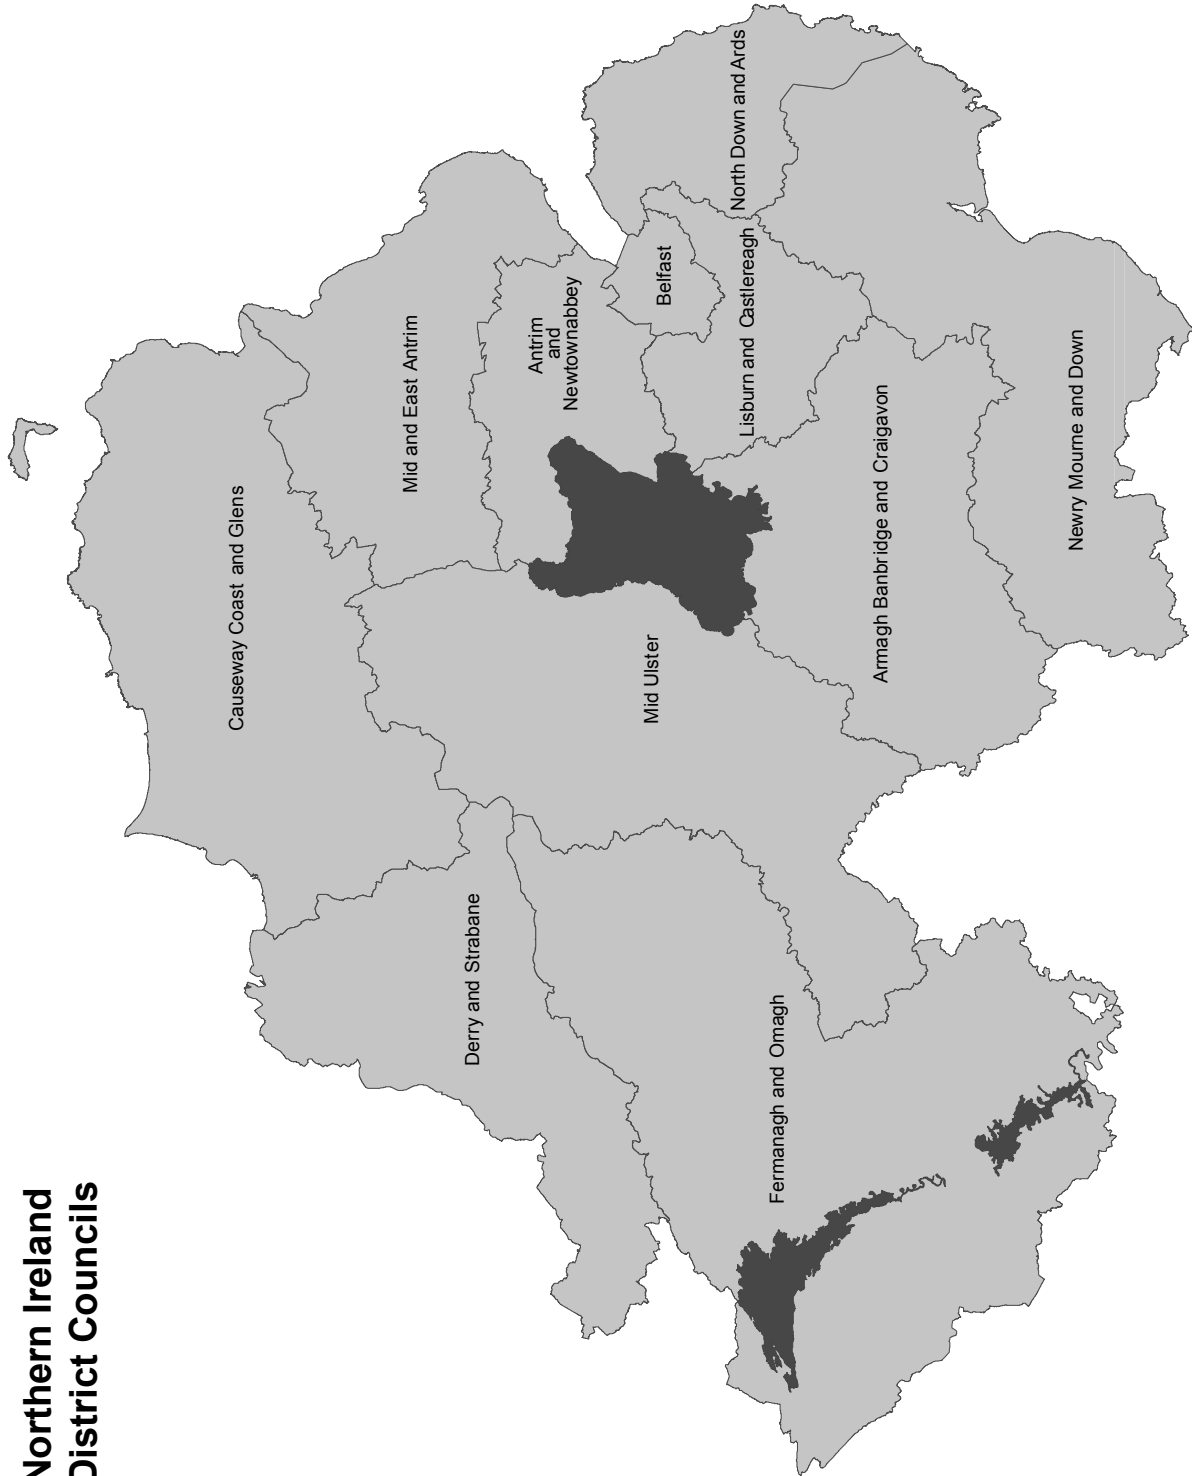 Northern Ireland
District Councils
Causeway Coast and Glens
Mid and East Antrim
Antrim
and
Newtownabbey
Belfast
North Down and Ards
Lisburn and Castlereagh
Derry and Strabane
Mid Ulster
Fermanagh and Omagh
Armagh Banbridge and Craigavon
Newry Mourne and Down